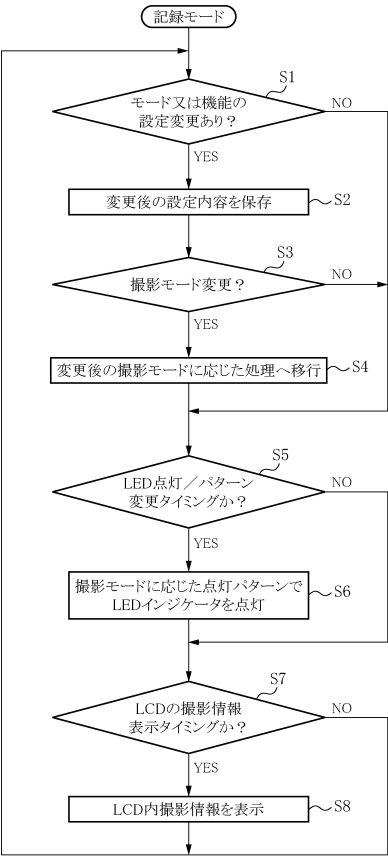 記録モード
S1
モード又は機能の
設定変更あり？
NO
YES
変更後の設定内容を保存
S2
S3
撮影モード変更？
NO
YES
変更後の撮影モードに応じた処理へ移行
S4
S5
LED点灯／パターン
変更タイミングか？
NO
YES
撮影モードに応じた点灯パターンで
LEDインジケータを点灯
S6
S7
LCDの撮影情報
表示タイミングか？
NO
YES
LCD内撮影情報を表示
S8